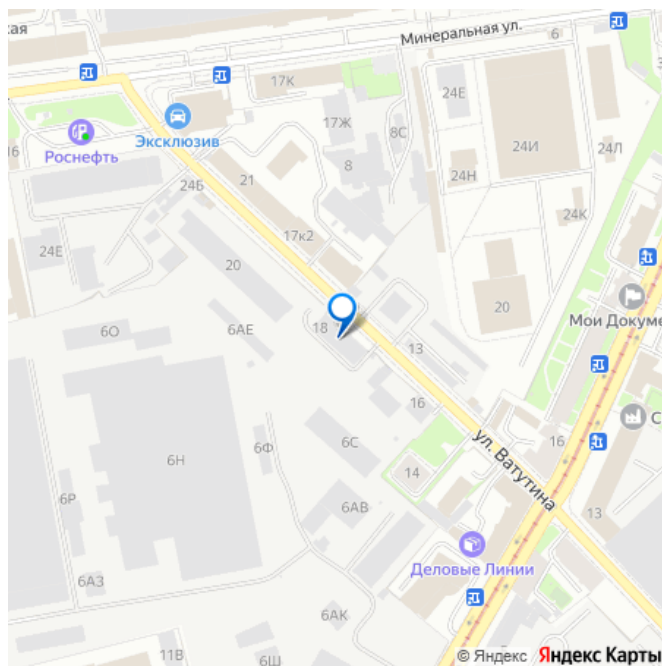 ская
Минеральная ул.
6
17К
24Е
17Ж
8С
Эксклюзив
24И
24Л
Роснефть
16
8
24Н
21
24Б
24К
17к2
24Е
20
20
Мои Докуме
18
6О
6АЕ
13
16
ул. Ватутина
16
С
6Н
6Ф
6С
14
6Р
6АВ
13
Деловые Линии
6АЗ
6АК
11В
6Ш
© Яндекс Яндекс Карты